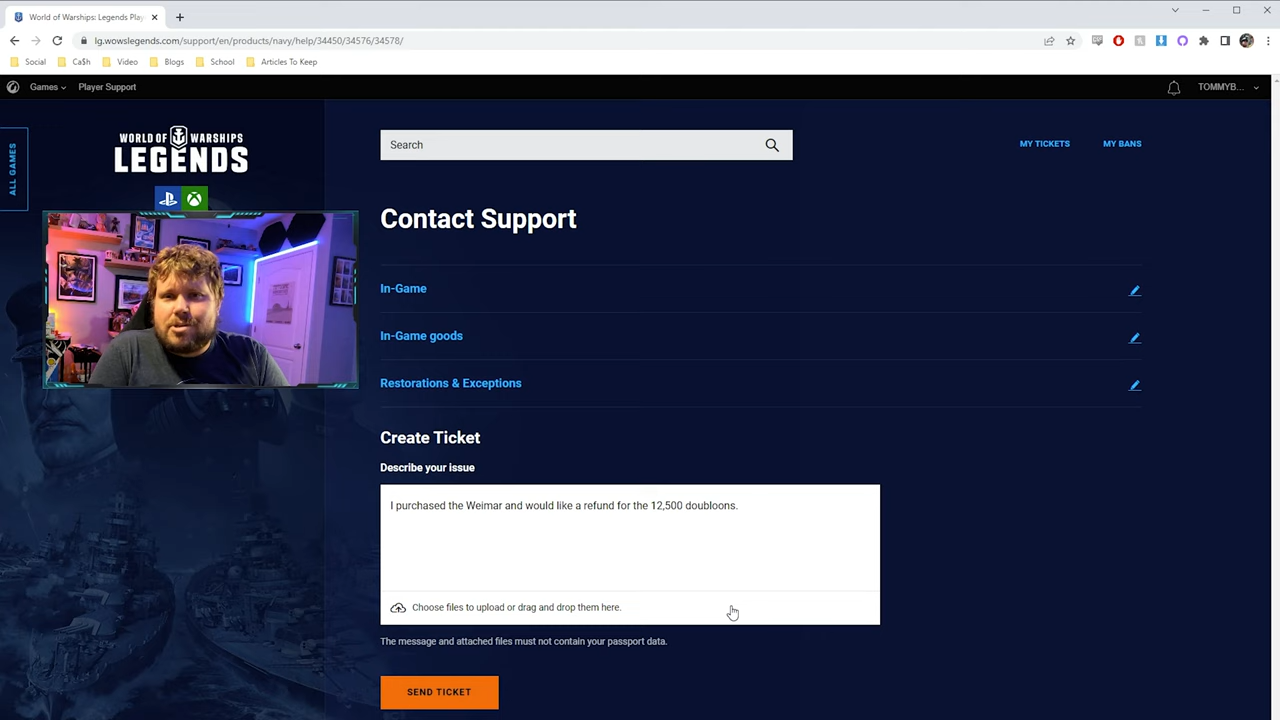 World of Warships: Legends Play
lg.wowslegends.com/support/en/products/navy/help/34450/34576/34578/
Social
Ca$h
Video
Blogs
School
Articles To Keep
Games
Player Support
TOMMYB...
ALL GAMES
WORLD OF WARSHIPS
LEGENDS
Search
MY TICKETS
MY BANS
Contact Support
In-Game
In-Game goods
Restorations & Exceptions
Create Ticket
Describe your issue
I purchased the Weimar and would like a refund for the 12,500 doubloons.
Choose files to upload or drag and drop them here.
The message and attached files must not contain your passport data.
SEND TICKET